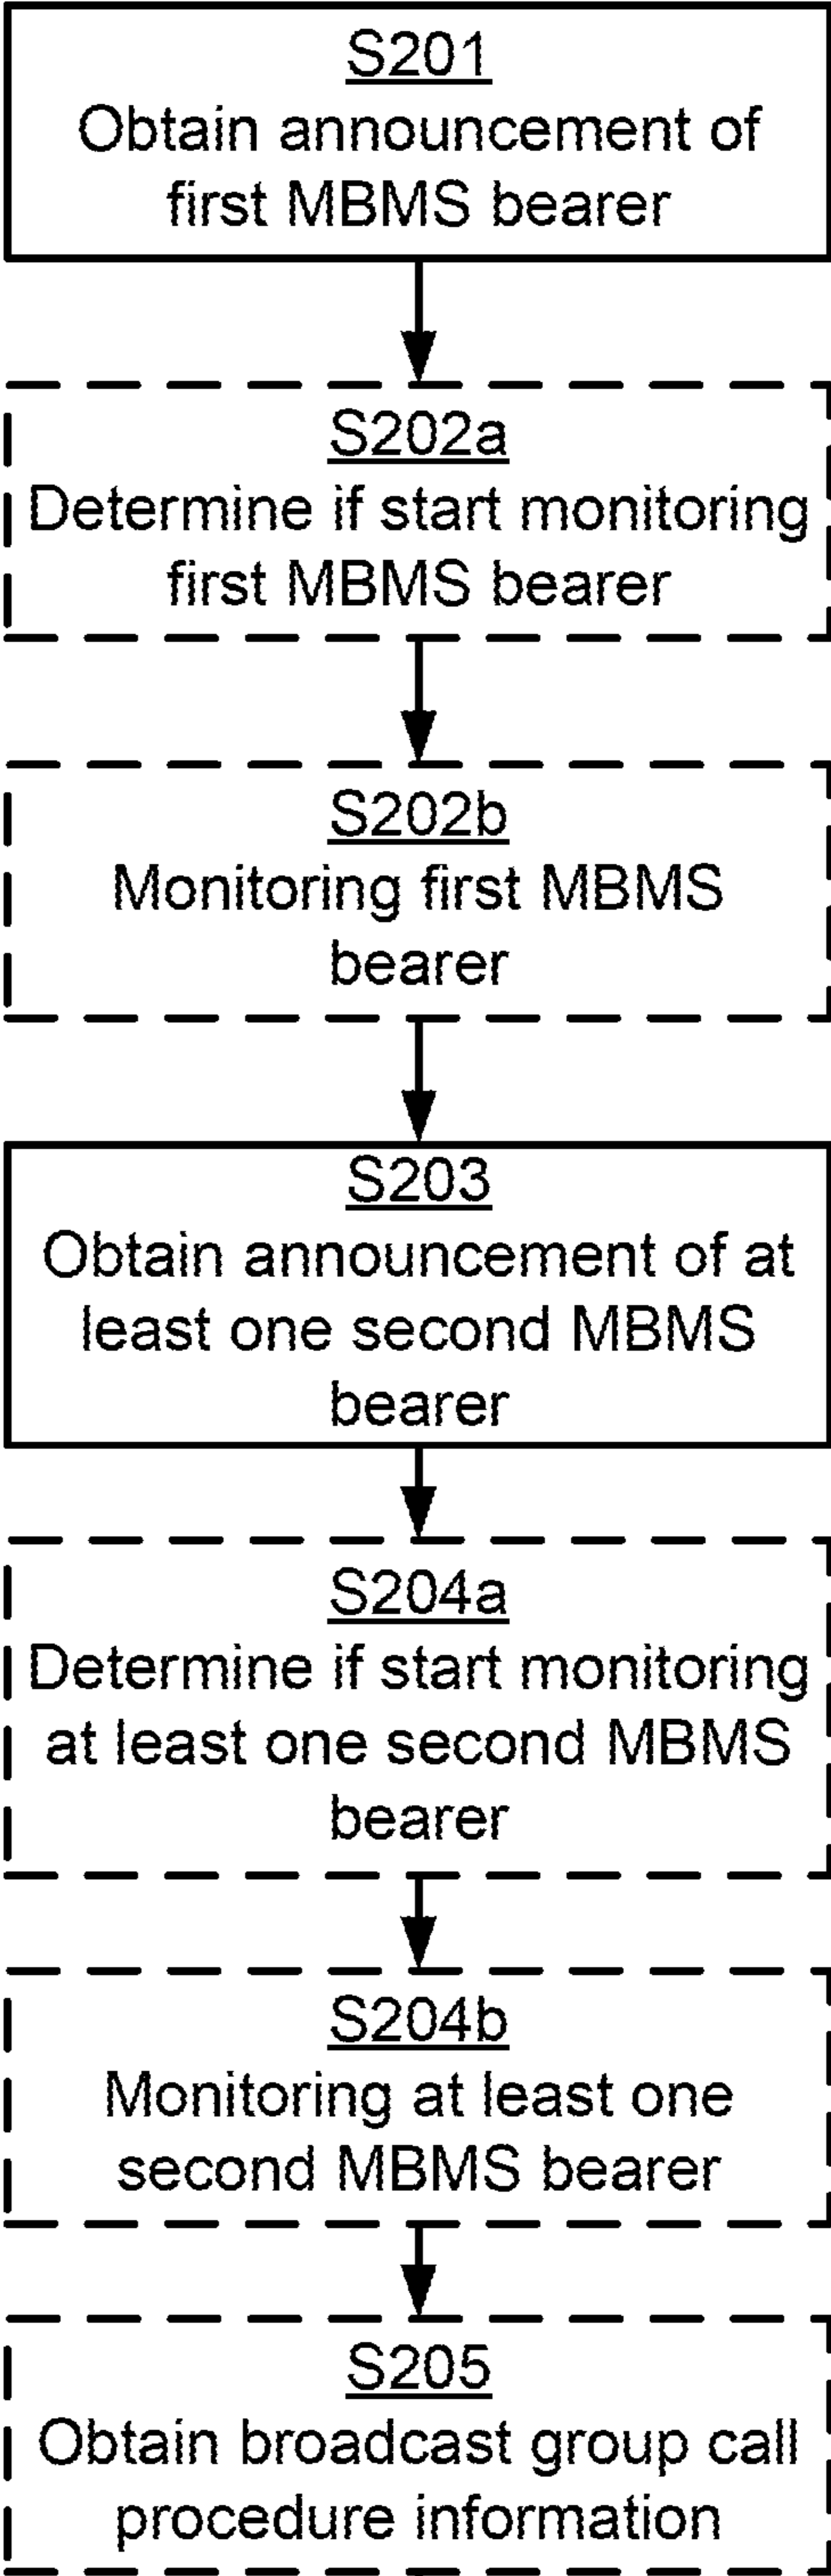 S201
Obtain announcement of
first MBMS bearer
S202a
Determine if start monitoring
first MBMS bearer
S202b
Monitoring first MBMS
bearer
S203
Obtain announcement of at
least one second MBMS
bearer
S204a
Determine if start monitoring
at least one second MBMS
bearer
S204b
Monitoring at least one
second MBMS bearer
S205
Obtain broadcast group call
procedure information